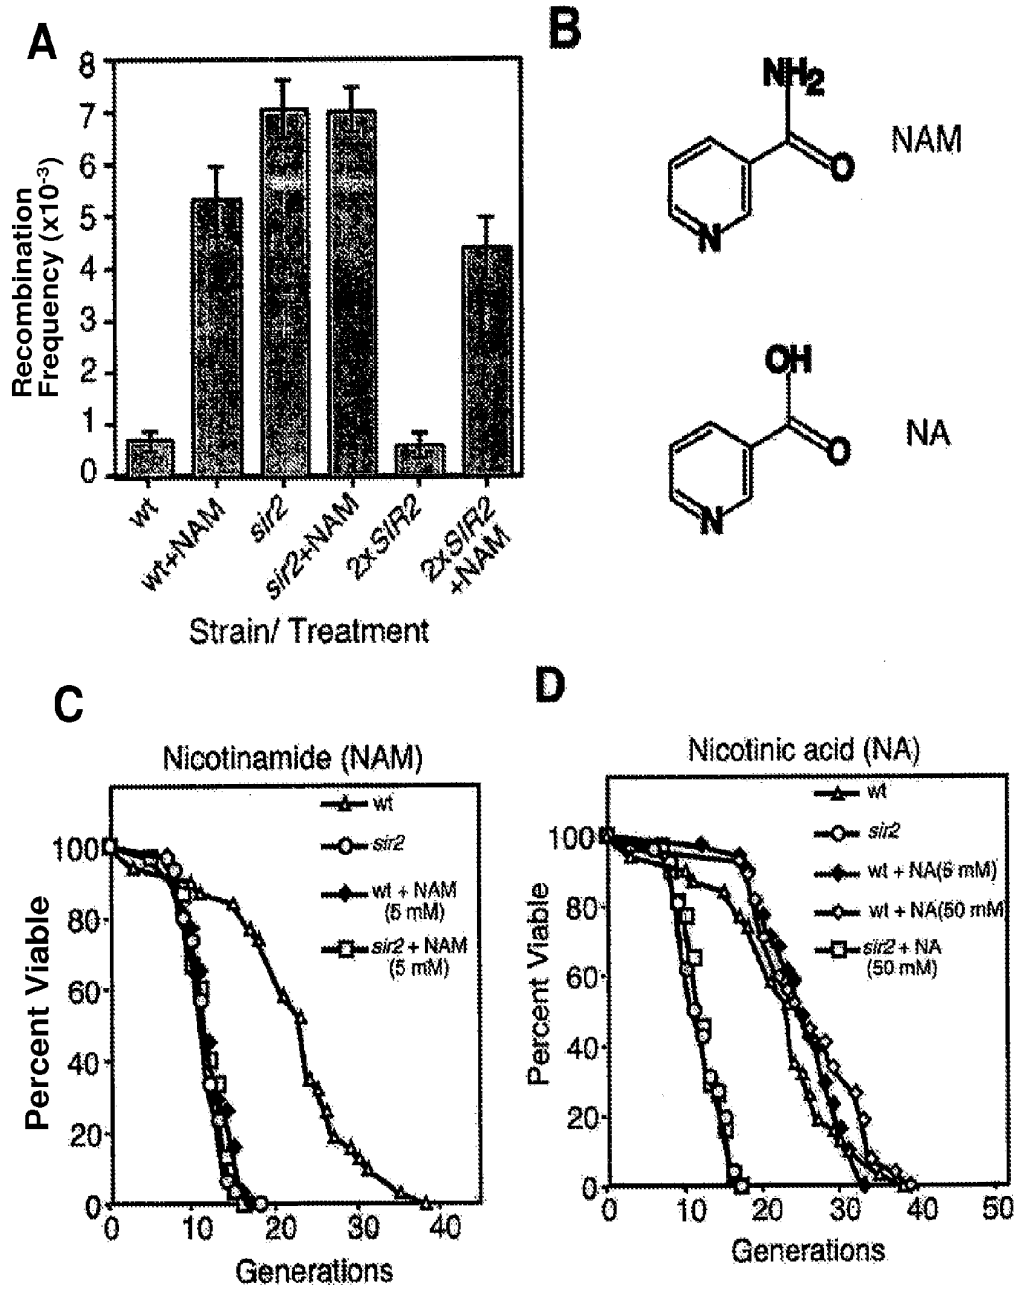 A
8
7
6
5
4
3
2
1
0
Recombination
Frequency (x10-3)
wt
wt+NAM
sir2
sir2+NAM
2xSIR2
2xSIR2
+NAM
Strain/ Treatment
B
NH2
O
N
NAM
OH
O
N
NA
C
Nicotinamide (NAM)
wt
sir2
wt + NAM
(5 mM)
sir2 + NAM
(5 mM)
100
80
60
40
20
0
Percent Viable
0 10 20 30 40
Generations
D
Nicotinic acid (NA)
wt
sir2
wt + NA(5 mM)
wt + NA(50 mM
sir2 + NA
(50 mM)
100
80
60
40
20
0
Percent Viable
0 10 20 30 40 50
Generations